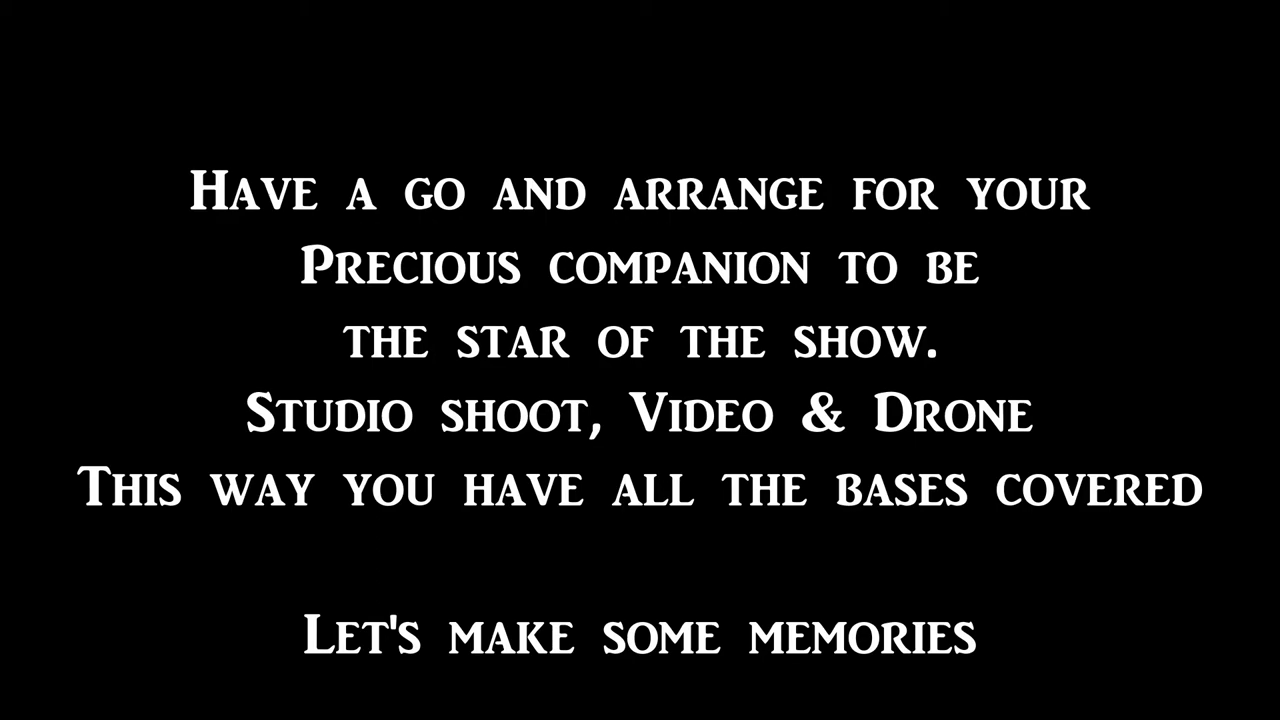 Have a go and arrange for your
Precious companion to be
the star of the show.
Studio shoot, Video & Drone
This way you have all the bases covered
Let's make some memories